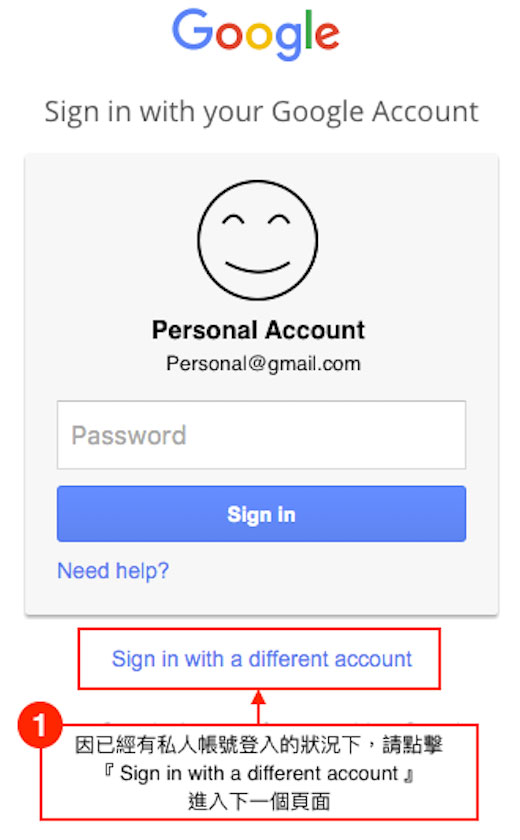 Google
Sign in with your Google Account
Personal Account
Personal@gmail.com
Password
Sign in
Need help?
Sign in with a different account
1
因已經有私人帳號登入的狀況下，請點擊
『 Sign in with a different account 』
進入下一個頁面